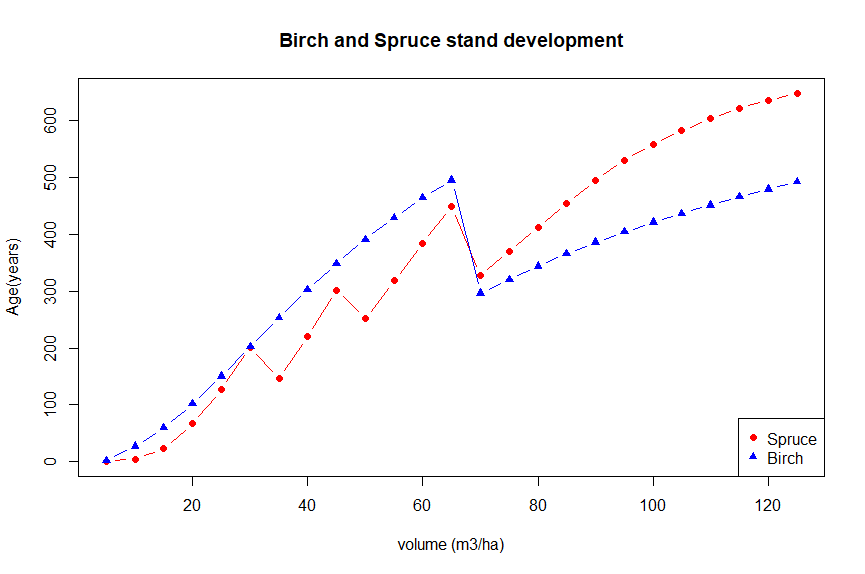 Birch and Spruce stand development
Age(years)
600
500
400
300
200
100
0
20 40 60 80 100 120
volume (m3/ha)
Spruce
Birch